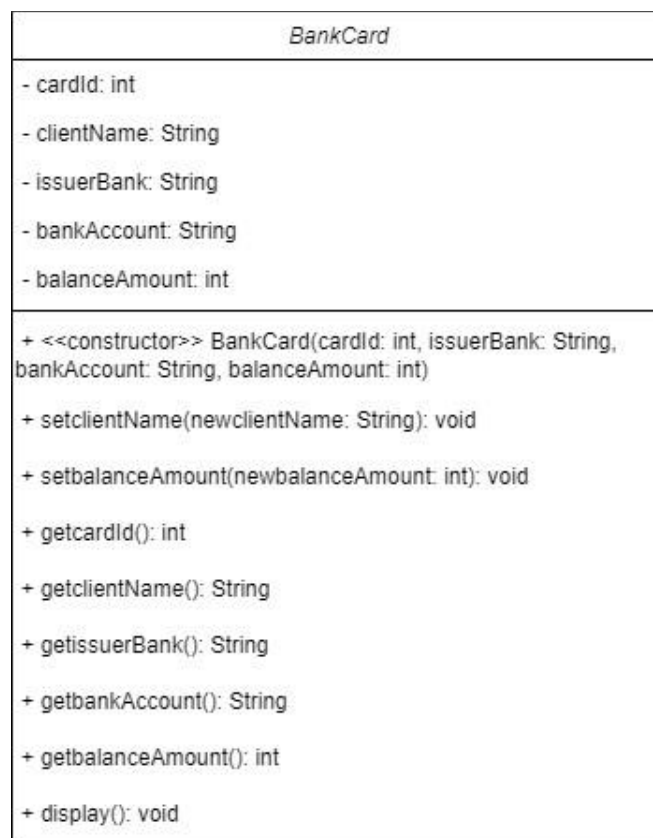 BankCard
- cardId: int
- clientName: String
- issuerBank: String
- bankAccount: String
- balanceAmount: int
+ <<constructor>> BankCard(cardId: int, issuerBank: String,
bankAccount: String, balanceAmount: int)
+ setclientName(newclientName: String): void
+ setbalanceAmount(newbalanceAmount: int): void
+ getcardId(): int
+ getclientName(): String
+ getissuerBank(): String
+ getbankAccount(): String
+ getbalanceAmount(): int
+ display(): void